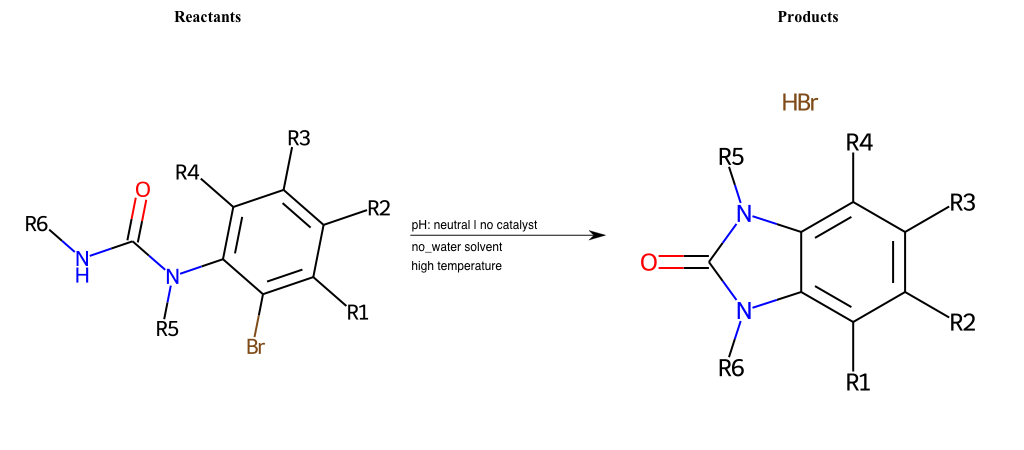 Reactants
Products
HBr
R3
R4
R4
R5
O
R2
R3
R6
N
pH: neutral | no catalyst
N
H
N
no_water solvent
O
high temperature
R1
R5
N
R2
Br
R6
R1